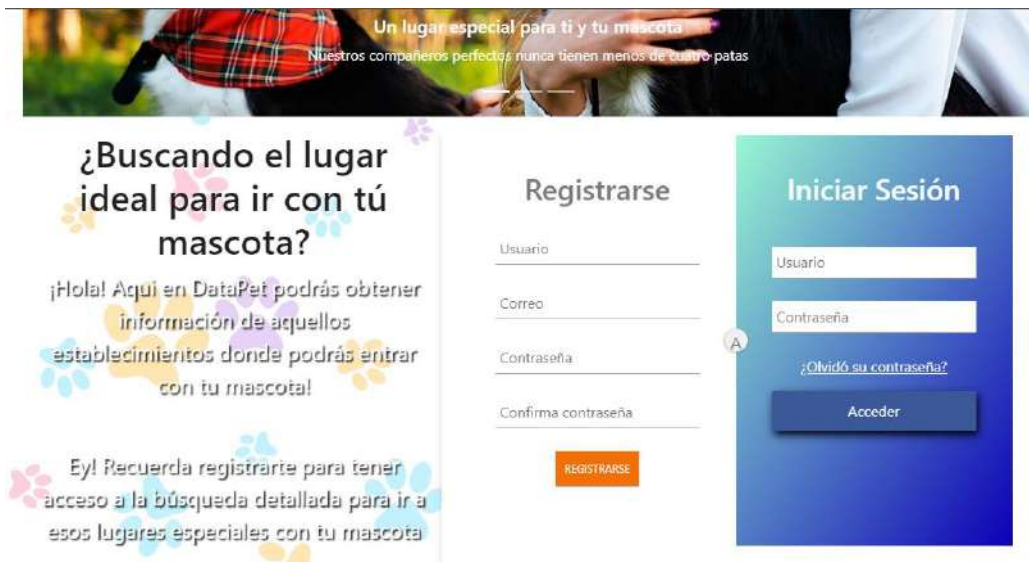 Un lugar especial para ti y tu mascota
Nuestros compañeros perfectos nunca tienen menos de cuatro patas
¿Buscando el lugar
ideal para ir con tú
mascota?
¡Hola! Aqui en DataPet podrás obtener
información de aquellos
establecimientos donde podrás entrar
con tu mascota!
Ey! Recuerda registrarte para tener
acceso a la búsqueda detallada para ir a
esos lugares especiales con tu mascota
Registrarse
Usuario
Correo
Contraseña
Confirma contraseña
REGISTRARSE
A
Iniciar Sesión
Usuario
Contraseña
¿Olvidó su contraseña?
Acceder